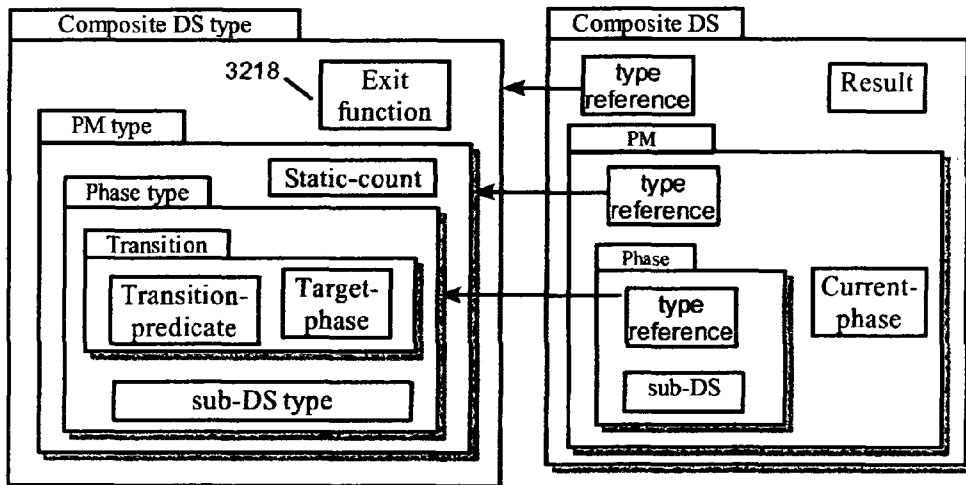 Composite DS type
3218
Exit
function
PM type
Static-count
Phase type
Transition
Transition-
predicate
Target-
phase
sub-DS type
Composite DS
type
reference
Result
PM
type
reference
Phase
type
reference
Current-
phase
sub-DS